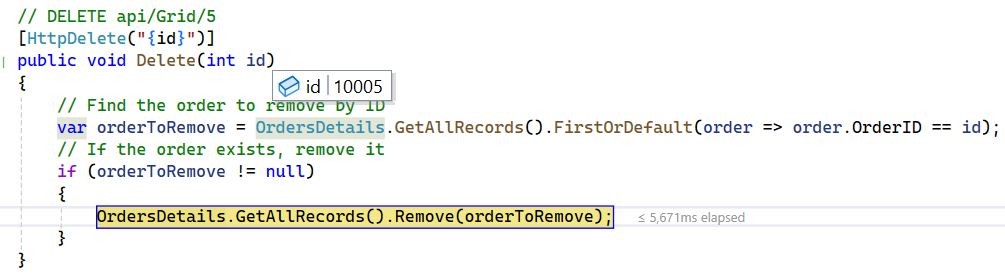 // DELETE api/Grid/5
[HttpDelete("{id}")]
public void Delete(int id)
{
id 10005
// Find the order to remove by ID
var orderToRemove = OrdersDetails.GetAllRecords().FirstOrDefault(order => order.OrderID == id);
// If the order exists, remove it
if (orderToRemove != null)
{
OrdersDetails.GetAllRecords().Remove(orderToRemove); ≤ 5,671ms elapsed
}
}